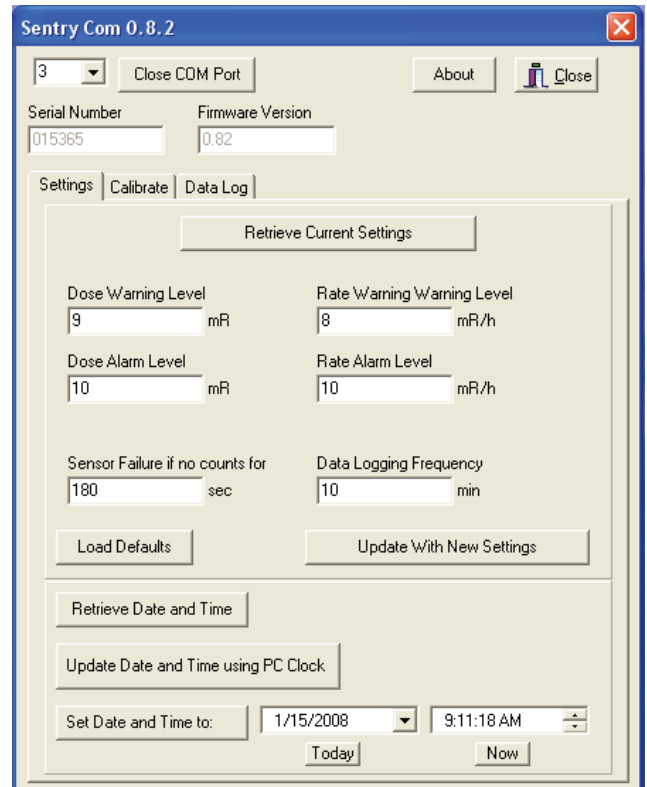 Sentry Com 0.8.2
3 Close COM Port About Close
Serial Number Firmware Version
015365 0.82
Settings Calibrate Data Log
Retrieve Current Settings
Dose Warning Level Rate Warning Warning Level
9 mR 8 mR/h
Dose Alarm Level Rate Alarm Level
10 mR 10 mR/h
Sensor Failure if no counts for Data Logging Frequency
180 sec 10 min
Load Defaults Update With New Settings
Retrieve Date and Time
Update Date and Time using PC Clock
Set Date and Time to: 1/15/2008 9:11:18 AM
Today Now